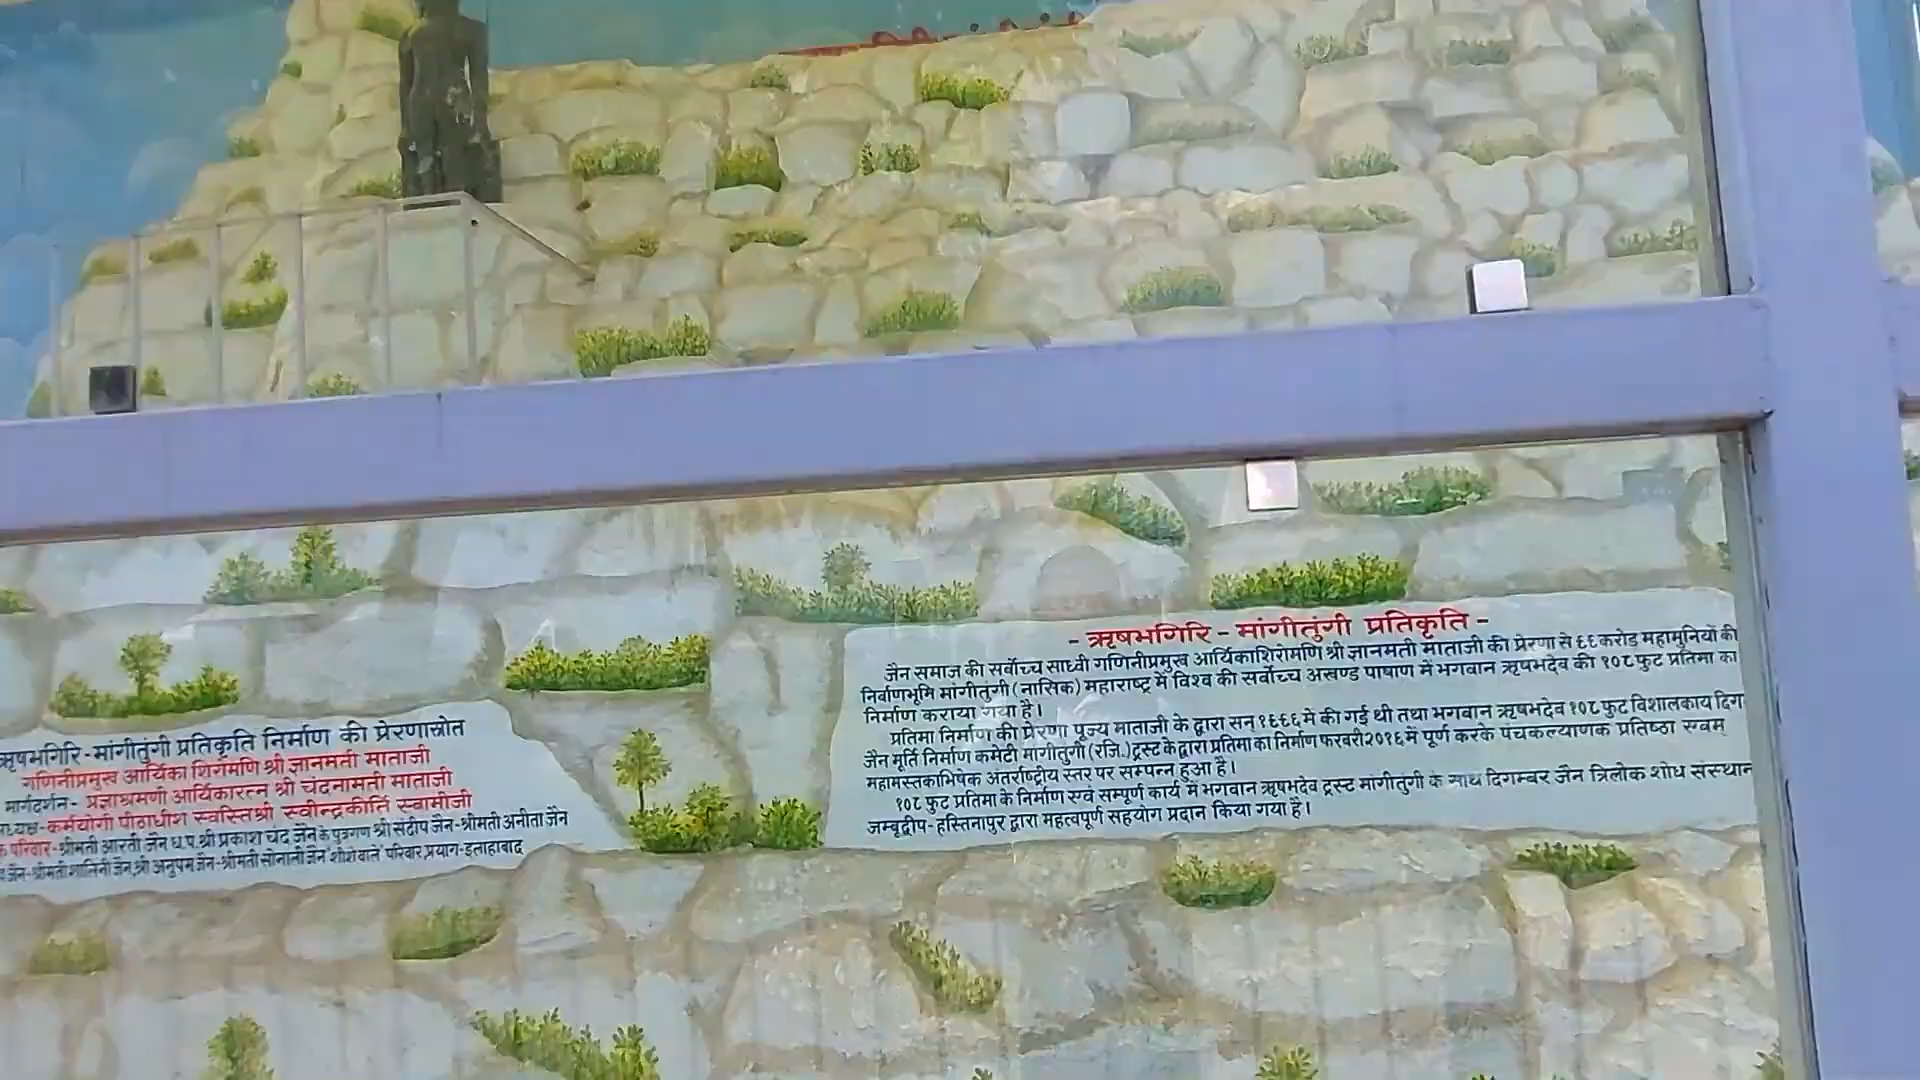 - ऋषभगिरि - मांगीतुंगी प्रतिकृति -
जैन समाज की सर्वोच्च साध्वी गणिनीप्रमुख आर्यिकाशिरोमणि श्री ज्ञानमती माताजी की प्रेरणा से ९९ करोड़ महामुनियों की
निर्वाणभूमि मांगीतुंगी (नासिक) महाराष्ट्र में विश्व की सर्वोच्च अखण्ड पाषाण में भगवान ऋषभदेव की १०८ फुट प्रतिमा का
निर्माण कराया गया है।
प्रतिमा निर्माण की प्रेरणा पूज्य माताजी के द्वारा सन् १९९६ मे की गई थी तथा भगवान ऋषभदेव १०८ फुट विशालकाय दिग
जैन मूर्ति निर्माण कमेटी मांगीतुंगी (रजि.) ट्रस्ट के द्वारा प्रतिमा का निर्माण फरवरी २०१६ में पूर्ण करके पंचकल्याणक प्रतिष्ठा एवम्
महामस्तकाभिषेक अंतर्राष्ट्रीय स्तर पर सम्पन्न हुआ है।
१०८ फुट प्रतिमा के निर्माण एवं सम्पूर्ण कार्य में भगवान ऋषभदेव ट्रस्ट मांगीतुंगी के साथ दिगम्बर जैन त्रिलोक शोध संस्थान
जम्बूद्वीप - हस्तिनापुर द्वारा महत्वपूर्ण सहयोग प्रदान किया गया है।
ऋषभगिरि - मांगीतुंगी प्रतिकृति निर्माण की प्रेरणास्रोत
गणिनीप्रमुख आर्यिका शिरोमणि श्री ज्ञानमती माताजी
मार्गदर्शन - प्रज्ञाश्रमणी आर्यिकारत्न श्री चंदनामती माताजी
कर्मयोगी पीठाधीश स्वस्तिश्री रवीन्द्रकीर्ति स्वामीजी
परिवार - श्रीमती आरती जैन ध.प. श्री प्रकाश चंद जैन के पुत्रगण श्री संदीप जैन - श्रीमती अनीता जैन
जैन - श्रीमती शालिनी जैन, श्री अनुपम जैन - श्रीमती सोनाली जैन "शीशे वाले" परिवार, प्रयाग - इलाहाबाद